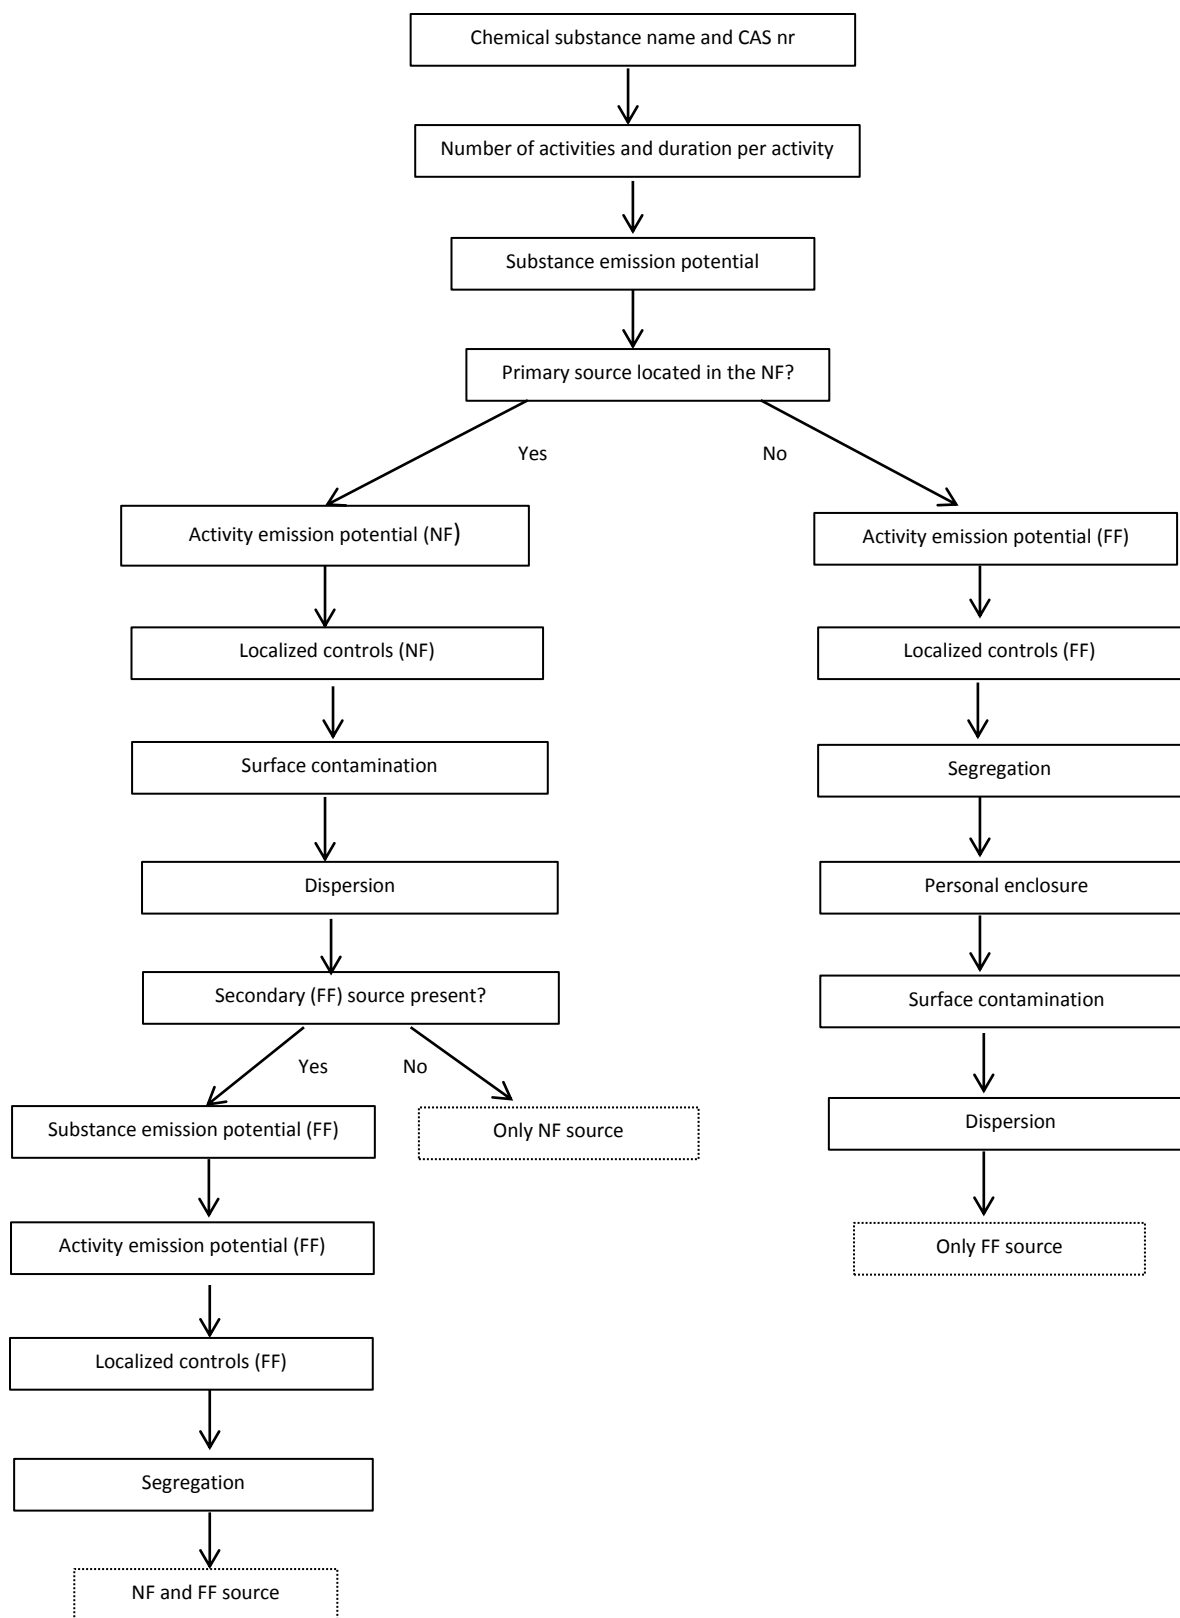 Chemical substance name and CAS nr
Number of activities and duration per activity
Substance emission potential
Primary source located in the NF?
Yes
No
Activity emission potential (NF)
Activity emission potential (FF)
Localized controls (NF)
Localized controls (FF)
Surface contamination
Segregation
Dispersion
Personal enclosure
Secondary (FF) source present?
Surface contamination
Yes
No
Substance emission potential (FF)
Only NF source
Dispersion
Activity emission potential (FF)
Only FF source
Localized controls (FF)
Segregation
NF and FF source